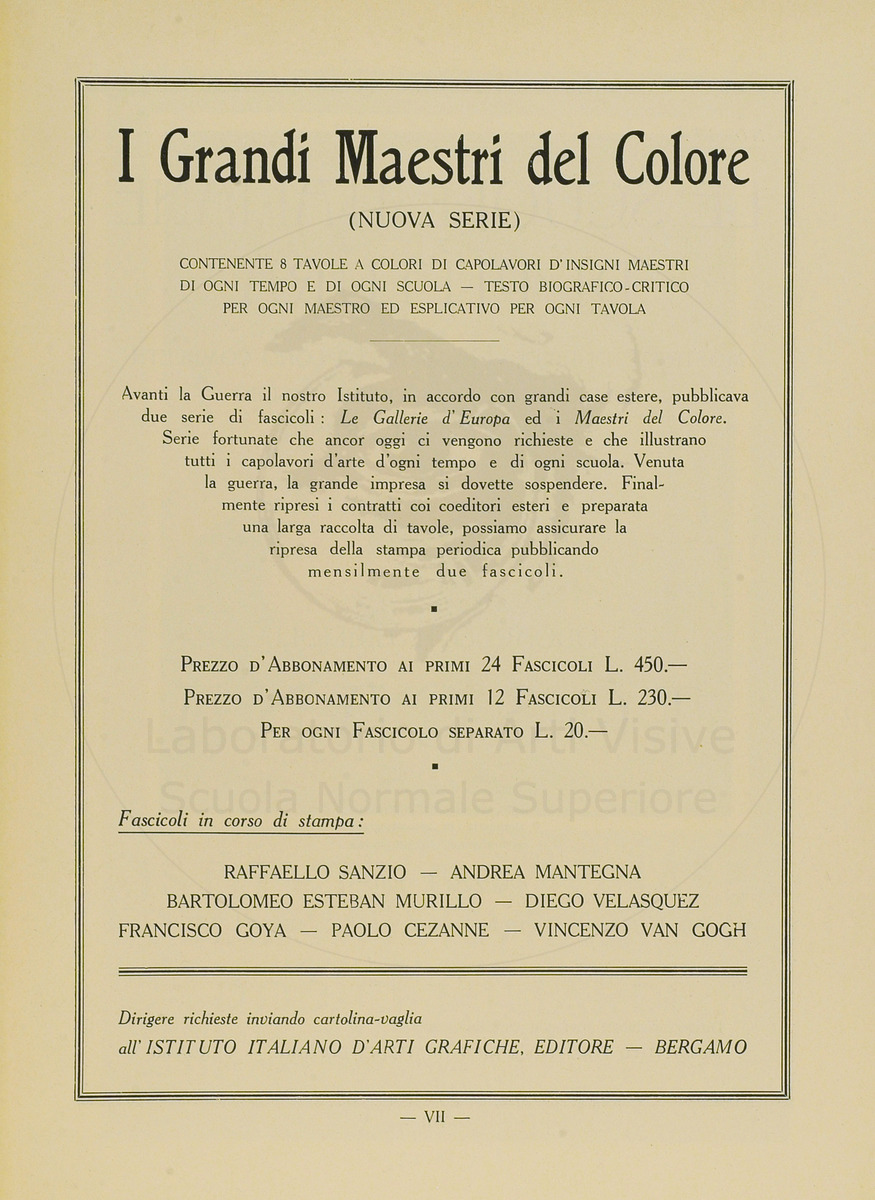 I Grandi Maestri del Colore
(NUOVA SERIE)
CONTENENTE 8 TAVOLE A COLORI DI CAPOLAVORI D'INSIGNI MAESTRI
DI OGNI TEMPO E DI OGNI SCUOLA — TESTO BIOGRAFICO-CRITICO
PER OGNI MAESTRO ED ESPLICATIVO PER OGNI TAVOLA
Avanti la Guerra il nostro Istituto, in accordo con grandi case estere, pubblicava
due serie di fascicoli: Le Gallerie d'Europa ed i Maestri del Colore.
Serie fortunate che ancor oggi ci vengono richieste e che illustrano
tutti i capolavori d'arte d'ogni tempo e di ogni scuola. Venuta
la guerra, la grande impresa si dovette sospendere. Final-
mente ripresi i contratti coi coeditori esteri e preparata
una larga raccolta di tavole, possiamo assicurare la
ripresa della stampa periodica pubblicando
mensilmente due fascicoli.
PREZZO D'ABBONAMENTO AI PRIMI 24 FASCICOLI L. 450.—
PREZZO D'ABBONAMENTO AI PRIMI 12 FASCICOLI L. 230.—
PER OGNI FASCICOLO SEPARATO L. 20.—
Laboratorio di Arti Visive
Scuola Normale Superiore
Fascicoli in corso di stampa:
RAFFAELLO SANZIO — ANDREA MANTEGNA
BARTOLOMEO ESTEBAN MURILLO — DIEGO VELASQUEZ
FRANCISCO GOYA — PAOLO CEZANNE — VINCENZO VAN GOGH
Dirigere richieste inviando cartolina-vaglia
all'ISTITUTO ITALIANO D'ARTI GRAFICHE, EDITORE — BERGAMO
— VII —